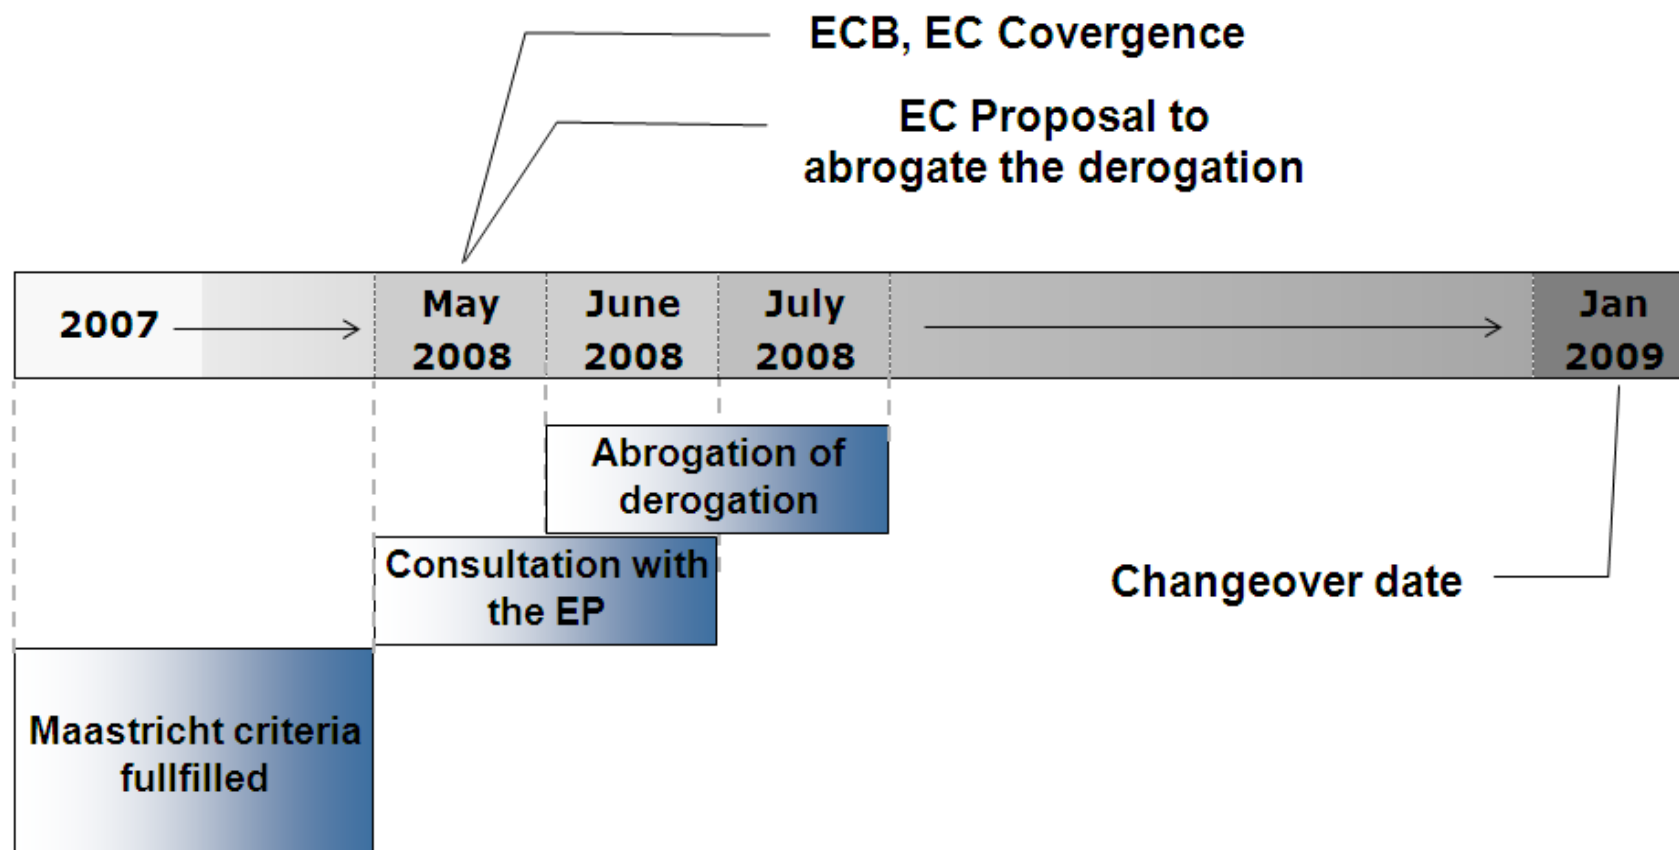 ECB, EC Covergence
EC Proposal to
abrogate the derogation
2007
May
2008
June
2008
July
2008
Jan
2009
Abrogation of
derogation
Consultation with
the EP
Changeover date
Maastricht criteria
fullfilled